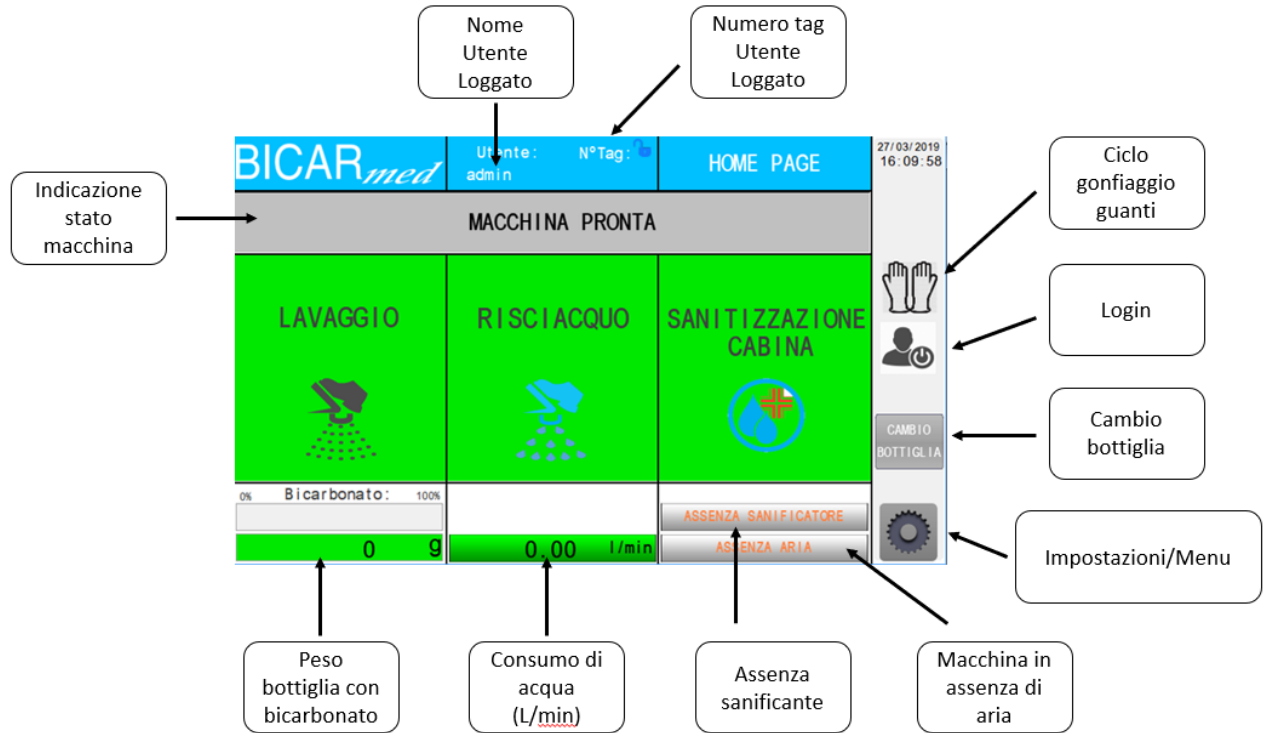 Nome
Utente
Loggato
Numero tag
Utente
Loggato
Ciclo
gonfiaggio
guanti
Indicazione
stato
macchina
BICARmed
Utente: N°Tag:
admin
HOME PAGE
27/03/2019
16:09:58
MACCHINA PRONTA
LAVAGGIO
RISCIACQUO
SANITIZZAZIONE
CABINA
Login
CAMBIO
BOTTIGLIA
Cambio
bottiglia
0% Bicarbonato: 100%
0 g
0.00 l/min
ASSENZA SANIFICATORE
ASSENZA ARIA
Impostazioni/Menu
Peso
bottiglia con
bicarbonato
Consumo di
acqua
(L/min)
Assenza
sanificante
Macchina in
assenza di
aria